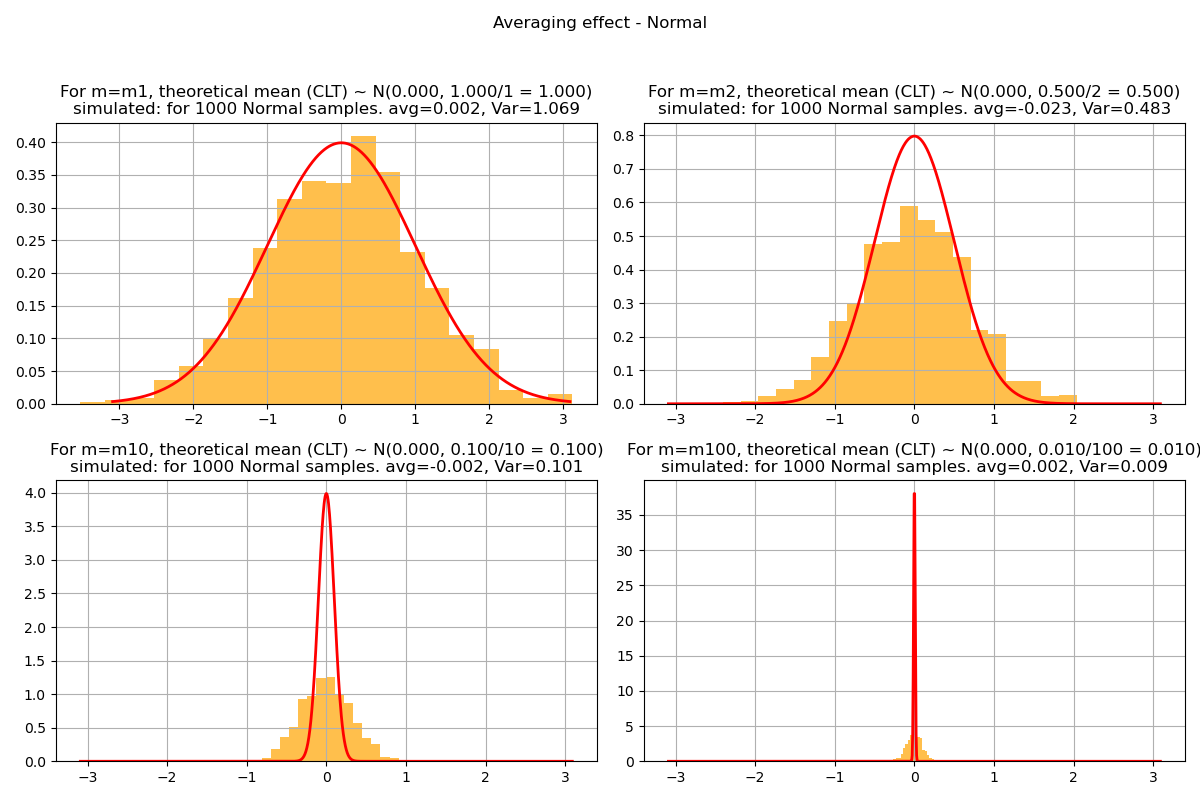 Averaging effect - Normal
For m=m1, theoretical mean (CLT) ~ N(0.000, 1.000/1 = 1.000)
simulated: for 1000 Normal samples. avg=0.002, Var=1.069
0.40
0.35
0.30
0.25
0.20
0.15
0.10
0.05
0.00
−3 −2 −1 0 1 2 3
For m=m2, theoretical mean (CLT) ~ N(0.000, 0.500/2 = 0.500)
simulated: for 1000 Normal samples. avg=-0.023, Var=0.483
0.8
0.7
0.6
0.5
0.4
0.3
0.2
0.1
0.0
−3 −2 −1 0 1 2 3
For m=m10, theoretical mean (CLT) ~ N(0.000, 0.100/10 = 0.100)
simulated: for 1000 Normal samples. avg=-0.002, Var=0.101
4.0
3.5
3.0
2.5
2.0
1.5
1.0
0.5
0.0
−3 −2 −1 0 1 2 3
For m=m100, theoretical mean (CLT) ~ N(0.000, 0.010/100 = 0.010)
simulated: for 1000 Normal samples. avg=0.002, Var=0.009
35
30
25
20
15
10
5
0
−3 −2 −1 0 1 2 3